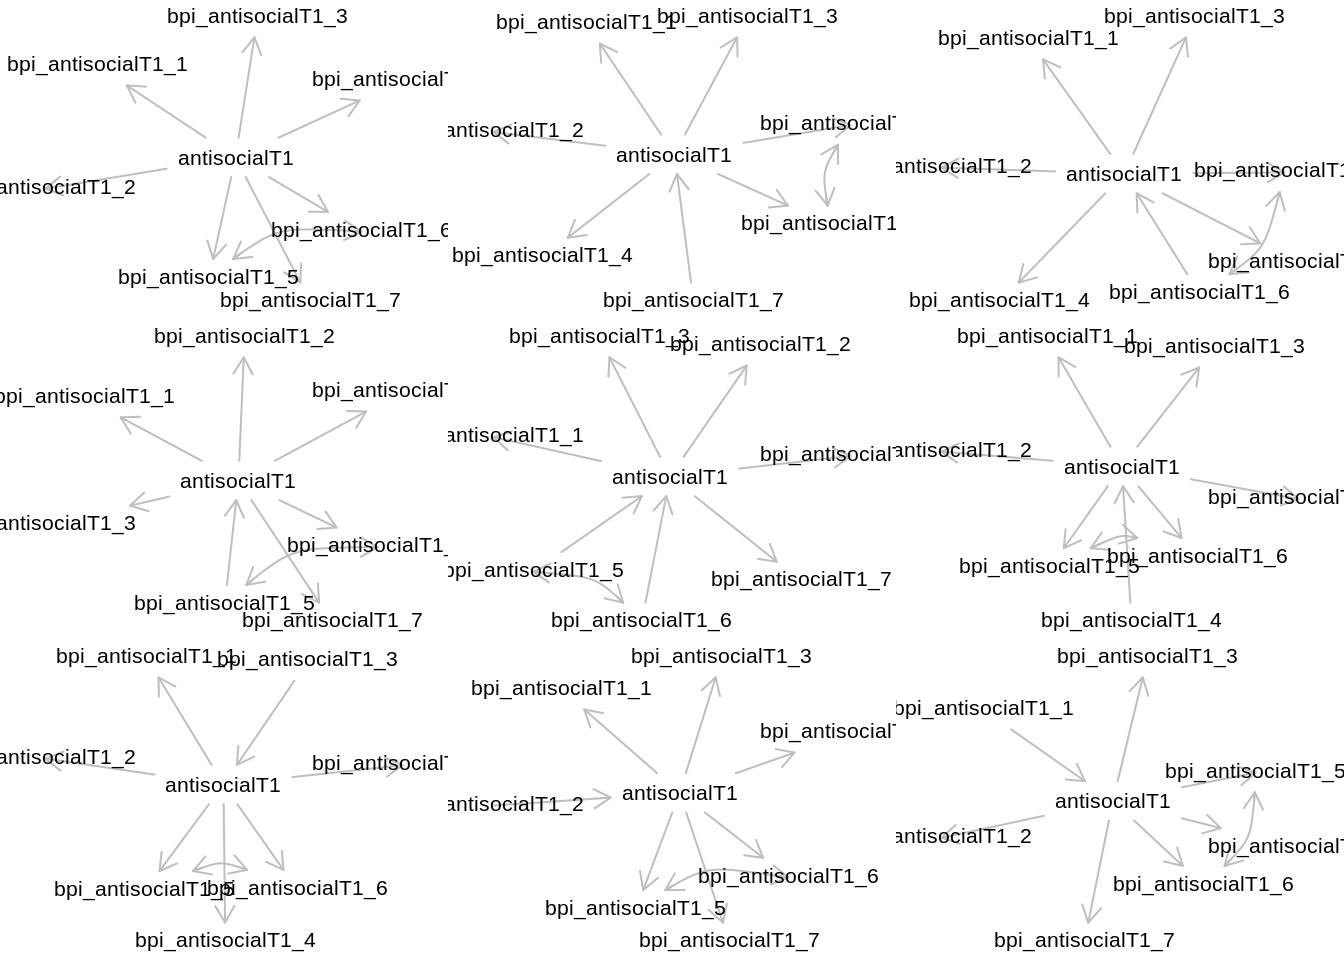 bpi_antisocialT1_3
bpi_antisocialT1_1
bpi_antisocialT
antisocialT1
antisocialT1_2
bpi_antisocialT1_6
bpi_antisocialT1_5
bpi_antisocialT1_7
bpi_antisocialT1_1
bpi_antisocialT1_3
bpi_antisocialT
antisocialT1_2
antisocialT1
bpi_antisocialT1
bpi_antisocialT1_4
bpi_antisocialT1_7
bpi_antisocialT1_3
bpi_antisocialT1_1
antisocialT1_2
antisocialT1
bpi_antisocialT1
bpi_antisocialT
bpi_antisocialT1_6
bpi_antisocialT1_4
bpi_antisocialT1_2
bpi_antisocialT1_1
bpi_antisocialT
antisocialT1
antisocialT1_3
bpi_antisocialT1_
bpi_antisocialT1_5
bpi_antisocialT1_7
bpi_antisocialT1_3
bpi_antisocialT1_2
antisocialT1_1
bpi_antisocialT
antisocialT1
bpi_antisocialT1_5
bpi_antisocialT1_7
bpi_antisocialT1_6
bpi_antisocialT1_1
bpi_antisocialT1_3
antisocialT1_2
antisocialT1
bpi_antisocialT
bpi_antisocialT1_5
bpi_antisocialT1_6
bpi_antisocialT1_4
bpi_antisocialT1_1
bpi_antisocialT1_3
antisocialT1_2
bpi_antisocialT
antisocialT1
bpi_antisocialT1_5
bpi_antisocialT1_6
bpi_antisocialT1_4
bpi_antisocialT1_3
bpi_antisocialT1_1
bpi_antisocialT
antisocialT1_2
antisocialT1
bpi_antisocialT1_6
bpi_antisocialT1_5
bpi_antisocialT1_7
bpi_antisocialT1_3
bpi_antisocialT1_1
bpi_antisocialT1_5
antisocialT1
antisocialT1_2
bpi_antisocialT
bpi_antisocialT1_6
bpi_antisocialT1_7